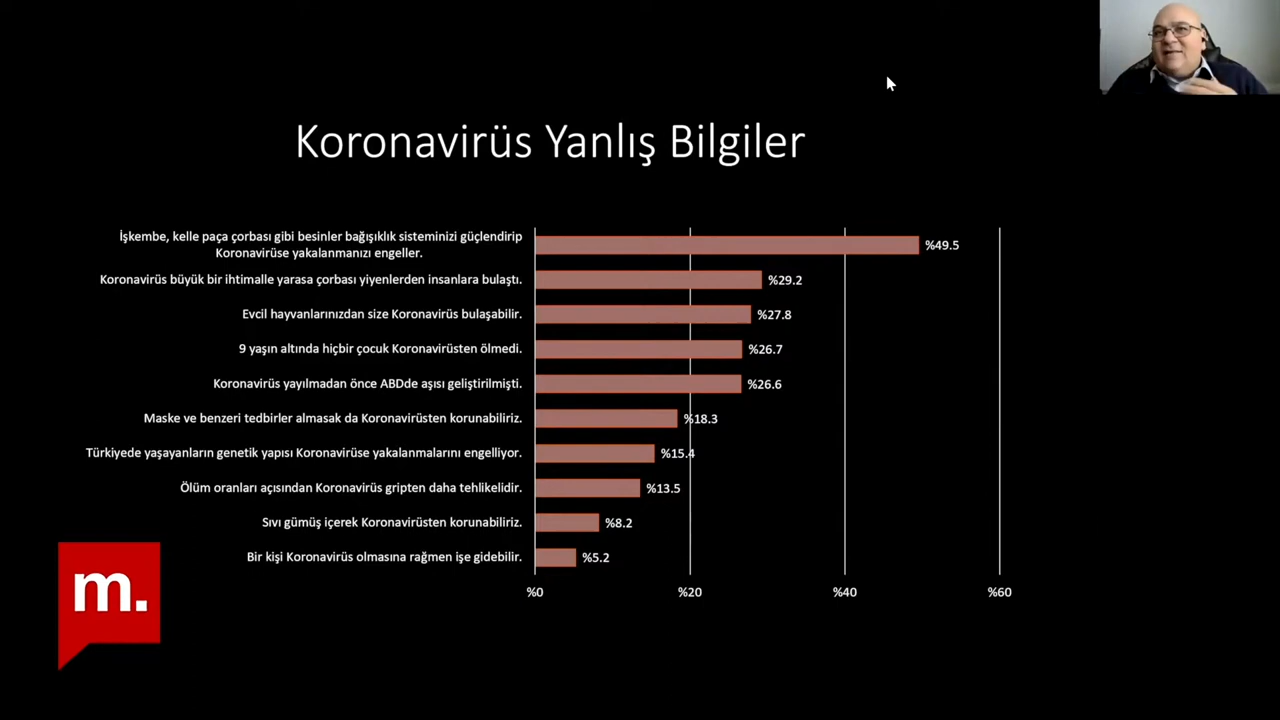 Koronavirüs Yanlış Bilgiler
İşkembe, kelle paça çorbası gibi besinler bağışıklık sisteminizi güçlendirip
Koronavirüse yakalanmanızı engeller.
%49.5
Koronavirüs büyük bir ihtimalle yarasa çorbası yiyenlerden insanlara bulaştı.
%29.2
Evcil hayvanlarınızdan size Koronavirüs bulaşabilir.
%27.8
9 yaşın altında hiçbir çocuk Koronavirüsten ölmedi.
%26.7
Koronavirüs yayılmadan önce ABDde aşısı geliştirilmişti.
%26.6
Maske ve benzeri tedbirler almasak da Koronavirüsten korunabiliriz.
%18.3
Türkiyede yaşayanların genetik yapısı Koronavirüse yakalanmalarını engelliyor.
%15.4
Ölüm oranları açısından Koronavirüs gripten daha tehlikelidir.
%13.5
Sıvı gümüş içerek Koronavirüsten korunabiliriz.
%8.2
Bir kişi Koronavirüs olmasına rağmen işe gidebilir.
%5.2
%0 %20 %40 %60
m.